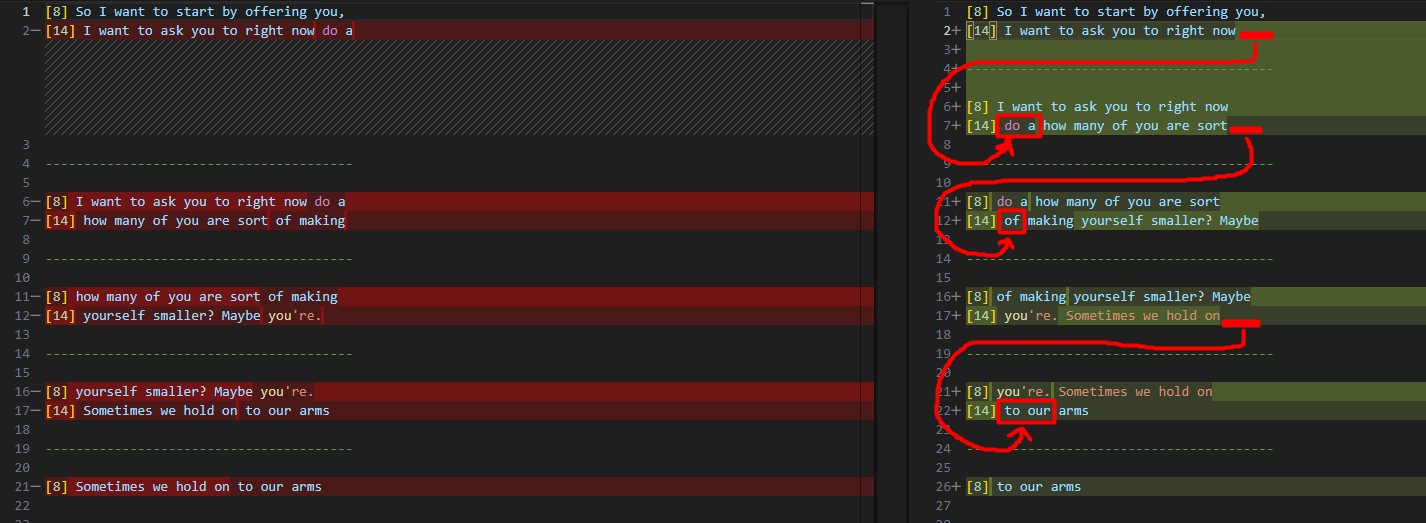 1 [8] So I want to start by offering you,
2− [14] I want to ask you to right now do a
3
4 ----------------------------------------
5
6− [8] I want to ask you to right now do a
7− [14] how many of you are sort of making
8
9 ----------------------------------------
10
11− [8] how many of you are sort of making
12− [14] yourself smaller? Maybe you're.
13
14 ----------------------------------------
15
16− [8] yourself smaller? Maybe you're.
17− [14] Sometimes we hold on to our arms
18
19 ----------------------------------------
20
21− [8] Sometimes we hold on to our arms
22
1 [8] So I want to start by offering you,
2+ [14] I want to ask you to right now
3+
4+ ----------------------------------------
5+
6+ [8] I want to ask you to right now
7+ [14] do a how many of you are sort
8
9 ----------------------------------------
10
11+ [8] do a how many of you are sort
12+ [14] of making yourself smaller? Maybe
13
14 ----------------------------------------
15
16+ [8] of making yourself smaller? Maybe
17+ [14] you're. Sometimes we hold on
18
19 ----------------------------------------
20
21+ [8] you're. Sometimes we hold on
22+ [14] to our arms
23
24 ----------------------------------------
25
26+ [8] to our arms
27